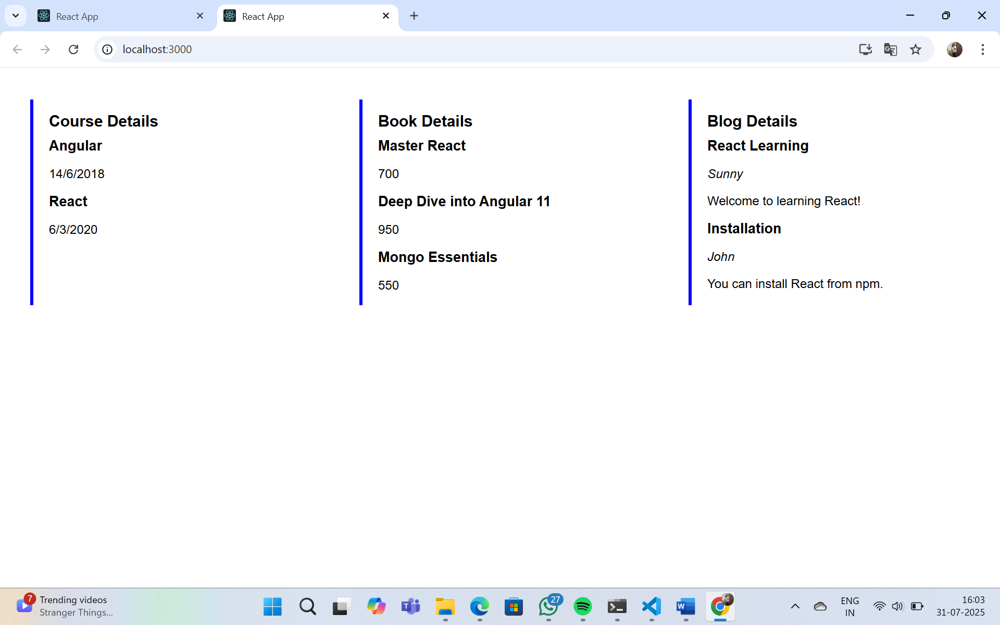 React App
React App
localhost:3000
Course Details
Angular
14/6/2018
React
6/3/2020
Book Details
Master React
700
Deep Dive into Angular 11
950
Mongo Essentials
550
Blog Details
React Learning
Sunny
Welcome to learning React!
Installation
John
You can install React from npm.
7
Trending videos
Stranger Things...
27
ENG
IN
16:03
31-07-2025